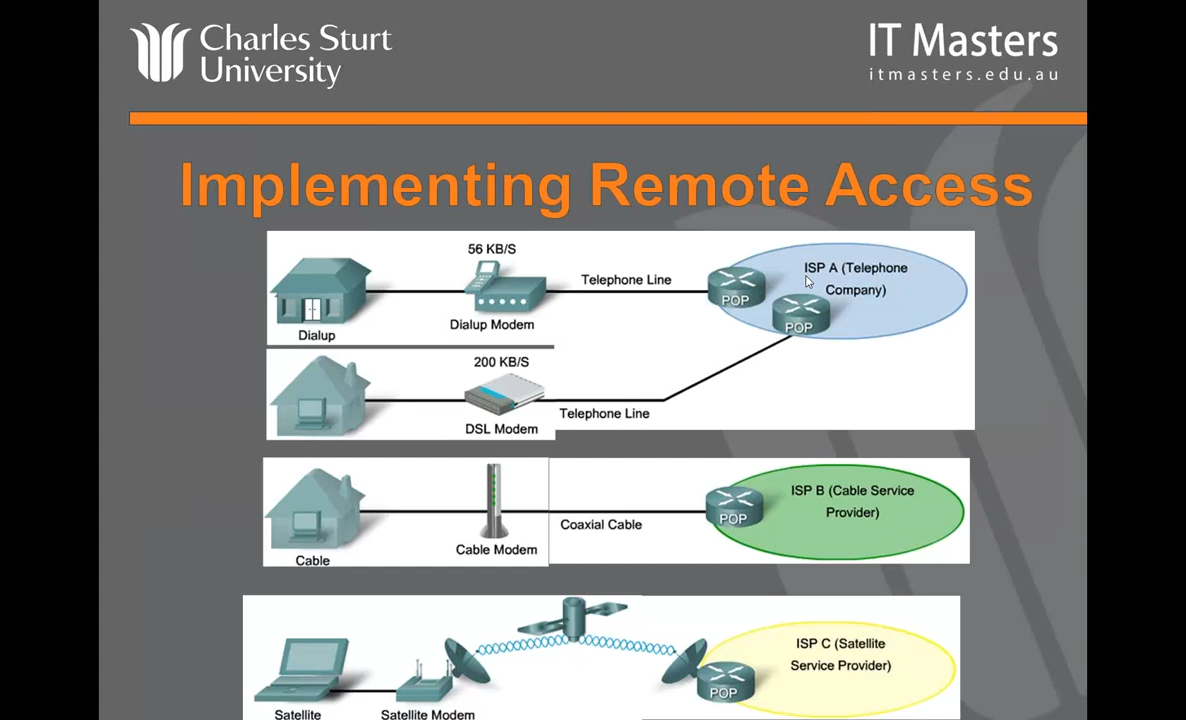 Charles Sturt
University
IT Masters
itmasters.edu.au
Implementing Remote Access
56 KB/S
Telephone Line
Dialup Modem
Dialup
POP
POP
ISP A (Telephone
Company)
200 KB/S
Telephone Line
DSL Modem
ISP B (Cable Service
Provider)
POP
Coaxial Cable
Cable Modem
Cable
ISP C (Satellite
Service Provider)
POP
Satellite
Satellite Modem